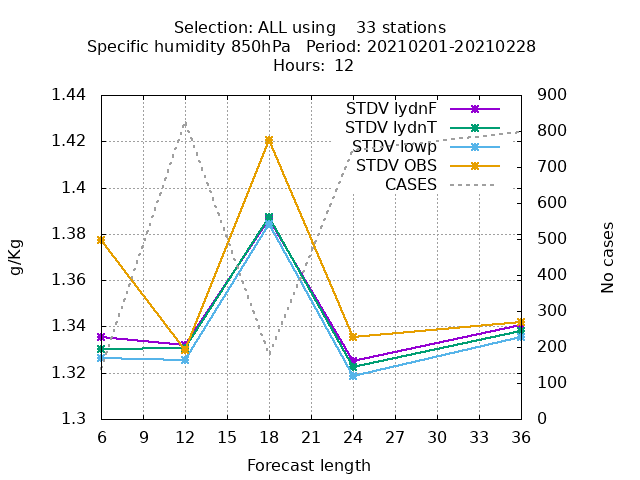 Selection: ALL using    33 stations
Specific humidity 850hPa   Period: 20210201-20210228
Hours:  12
1.44
1.42
1.4
1.38
1.36
1.34
1.32
1.3
g/Kg
STDV lydnF
STDV lydnT
STDV lowp
STDV OBS
CASES
900
800
700
600
500
400
300
200
100
0
No cases
6 9 12 15 18 21 24 27 30 33 36
Forecast length